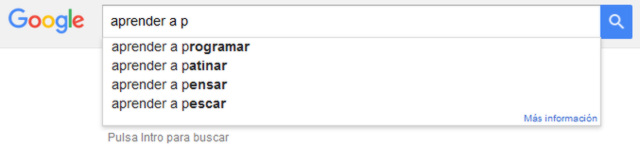 Google
aprender a p
aprender a programar
aprender a patinar
aprender a pensar
aprender a pescar
Más información
Pulsa Intro para buscar